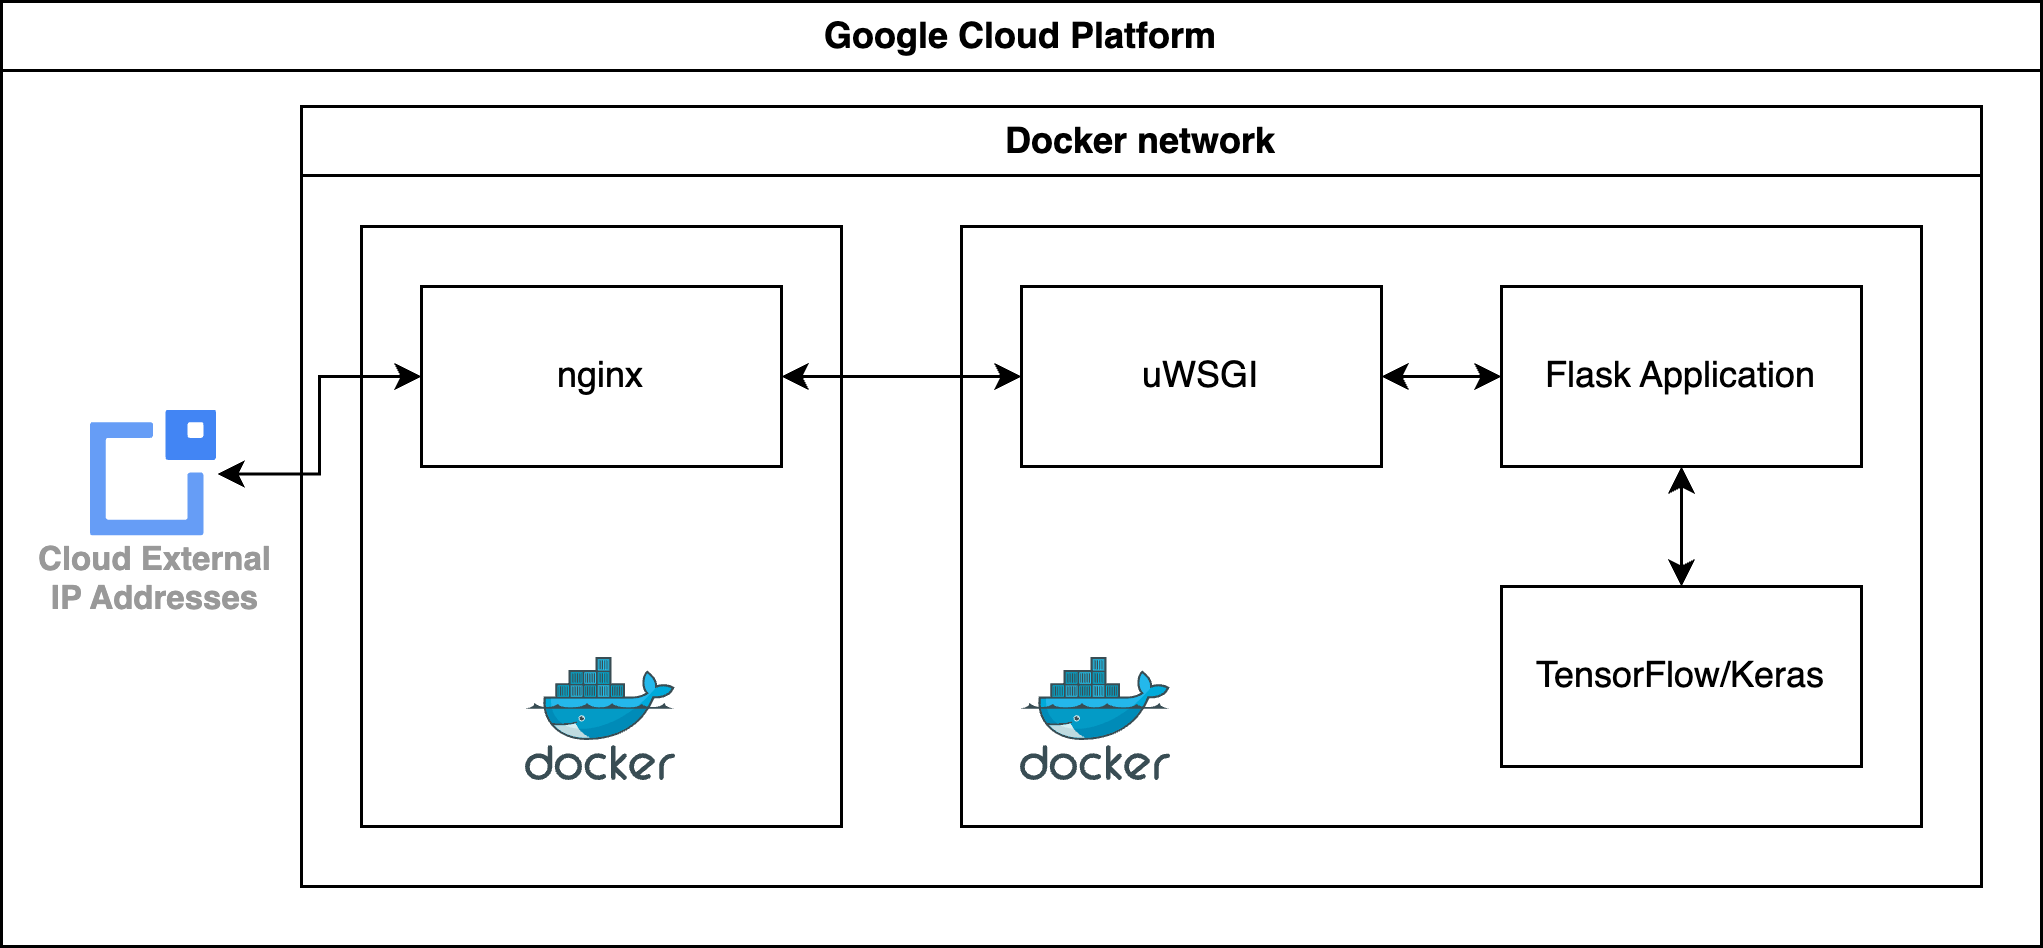 Google Cloud Platform
Docker network
nginx
uWSGI
Flask Application
Cloud External
IP Addresses
TensorFlow/Keras
docker
docker